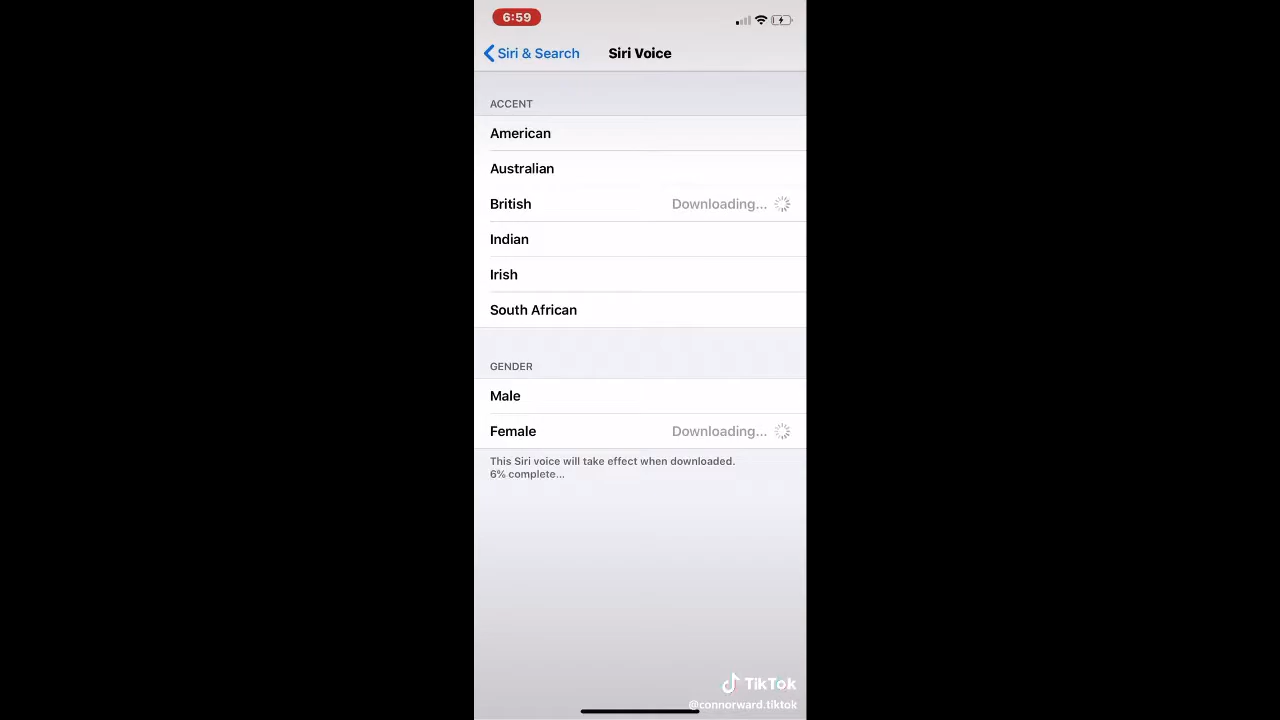 6:59
Siri & Search
Siri Voice
ACCENT
American
Australian
British Downloading...
Indian
Irish
South African
GENDER
Male
Female Downloading...
This Siri voice will take effect when downloaded.
6% complete...
TikTok
@connorward.tiktok